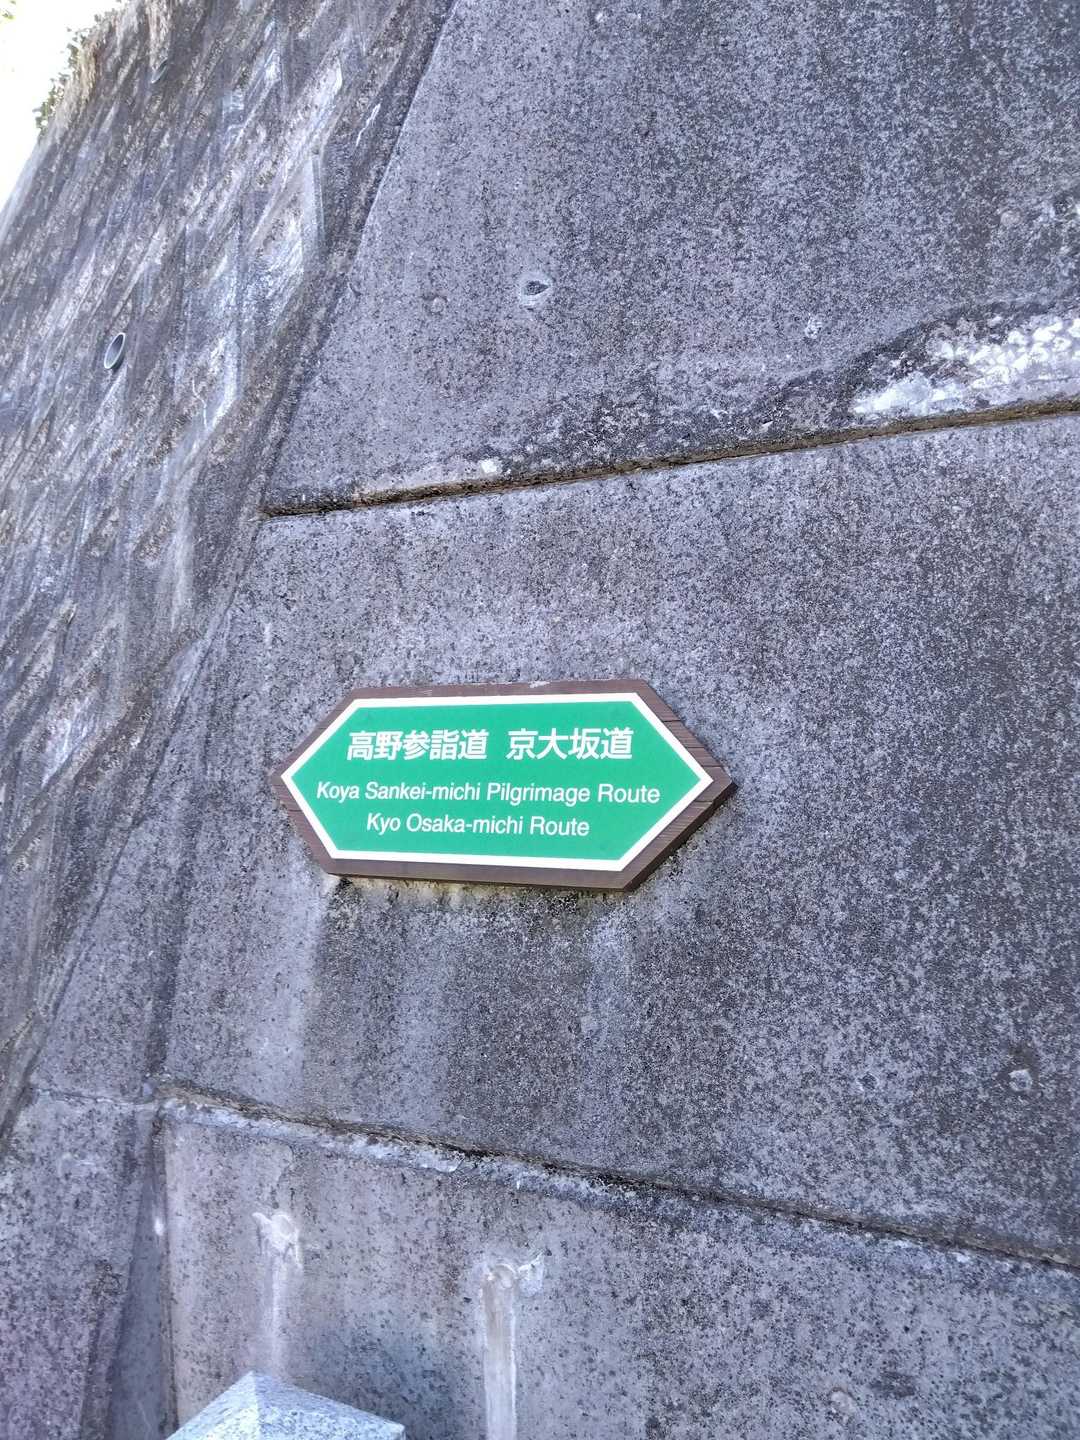 高野参詣道 京大坂道
Koya Sankei-michi Pilgrimage Route
Kyo Osaka-michi Route